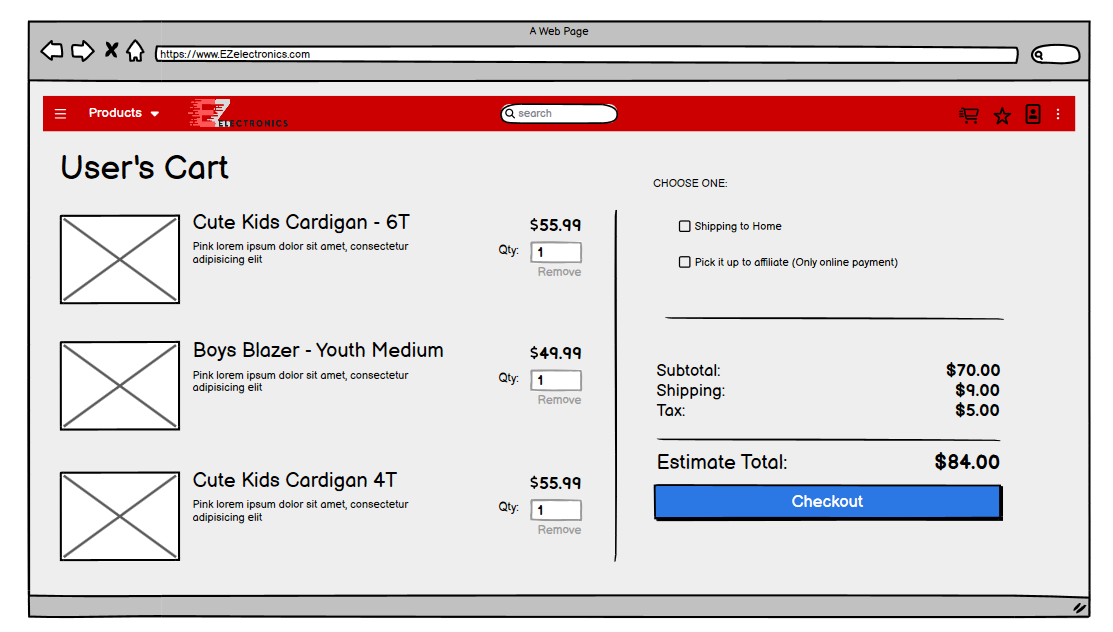 A Web Page
https://www.EZelectronics.com
Products
EZ
ELECTRONICS
search
User's Cart
Cute Kids Cardigan - 6T
Pink lorem ipsum dolor sit amet, consectetur
adipisicing elit
$55.99
Qty: 1
Remove
Boys Blazer - Youth Medium
Pink lorem ipsum dolor sit amet, consectetur
adipisicing elit
$49.99
Qty: 1
Remove
Cute Kids Cardigan 4T
Pink lorem ipsum dolor sit amet, consectetur
adipisicing elit
$55.99
Qty: 1
Remove
CHOOSE ONE:
Shipping to Home
Pick it up to affiliate (Only online payment)
Subtotal: $70.00
Shipping: $9.00
Tax: $5.00
Estimate Total: $84.00
Checkout